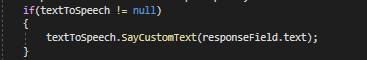 if(textToSpeech != null)
{
textToSpeech.SayCustomText(responseField.text);
}